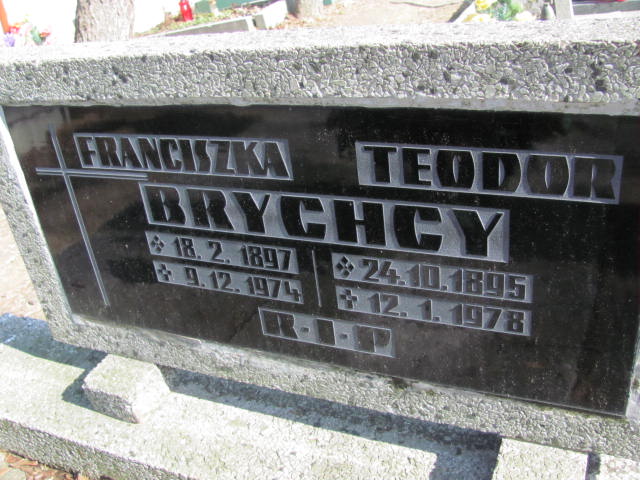 FRANCISZKA TEODOR
BRYCHCY
18. 2. 1897 24. 10. 1895
9. 12. 1974 12. 1. 1978
R - I - P